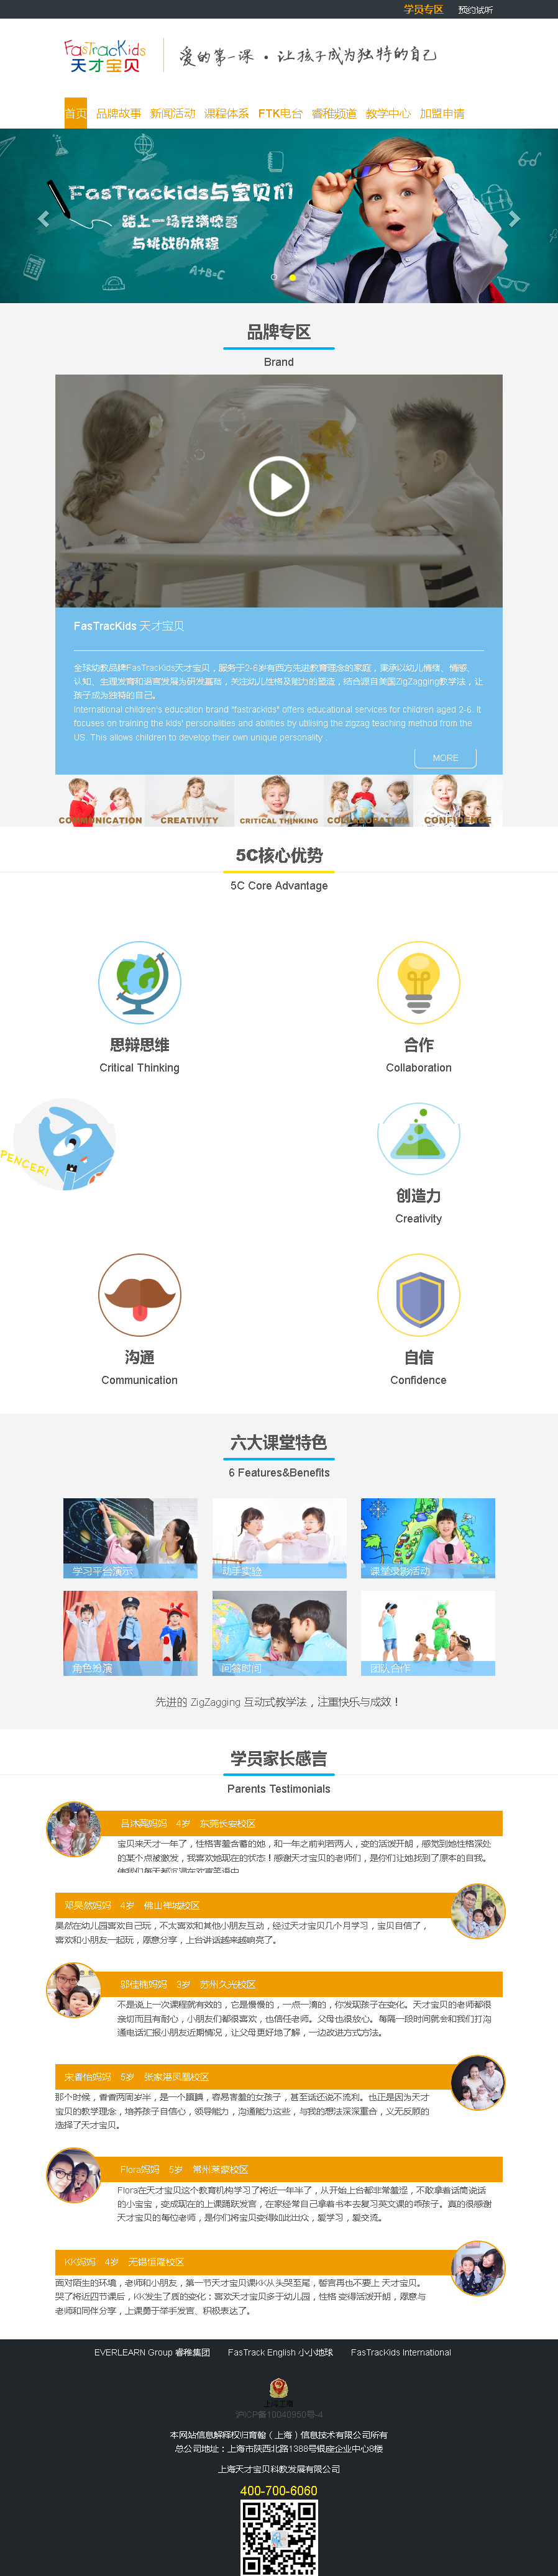 学员专区 预约试听
FasTracKids
天才宝贝
爱的第一课·让孩子成为独特的自己
首页 品牌故事 新闻活动 课程体系 FTK电台 睿稚频道 教学中心 加盟申请
FasTrackids与宝贝们
踏上一场充满惊喜
与挑战的旅程
A+B=C
品牌专区
Brand
FasTracKids 天才宝贝
全球幼教品牌FasTracKids天才宝贝，服务于2-6岁有西方先进教育理念的家庭，秉承以幼儿情绪、情感、
认知、生理发育和语言发展为研发基础，关注幼儿性格及能力的塑造，结合源自美国ZigZagging教学法，让
孩子成为独特的自己。
International children's education brand "fastrackids" offers educational services for children aged 2-6. It
focuses on training the kids' personalities and abilities by utilising the zigzag teaching method from the
US. This allows children to develop their own unique personality
MORE
COMMUNICATION CREATIVITY CRITICAL THINKING COLLABORATION CONFIDENCE
5C核心优势
5C Core Advantage
思辩思维 合作
Critical Thinking Collaboration
PENCER!
创造力
Creativity
沟通 自信
Communication Confidence
六大课堂特色
6 Features&Benefits
学习平台演示 动手实验 课堂录影活动
角色扮演 问答时间 团队合作
先进的 ZigZagging 互动式教学法，注重快乐与成效！
学员家长感言
Parents Testimonials
吕沐润妈妈 4岁 东莞长安校区
宝贝来天才一年了，性格害羞含蓄的她，和一年之前判若两人，变的活泼开朗，感觉到她性格深处
的某个点被激发，我喜欢她现在的状态！感谢天才宝贝的老师们，是你们让她找到了原本的自我。
使我们每天都沉浸在欢声笑语中
邓昊然妈妈 4岁 佛山禅城校区
昊然在幼儿园喜欢自己玩，不太喜欢和其他小朋友互动，经过天才宝贝几个月学习，宝贝自信了，
喜欢和小朋友一起玩，愿意分享，上台讲话越来越响亮了。
邬佳楠妈妈 3岁 苏州久光校区
不是说上一次课程就有效的，它是慢慢的，一点一滴的，你发现孩子在变化。天才宝贝的老师都很
亲切而且有耐心，小朋友们都很喜欢，也信任老师。父母也很放心。每隔一段时间就会和我们打沟
通电话汇报小朋友近期情况，让父母更好地了解，一边改进方式方法。
宋香怡妈妈 5岁 张家港凤凰校区
那个时候，香香两周岁半，是一个腼腆，容易害羞的女孩子，甚至话还说不流利。也正是因为天才
宝贝的教学理念，培养孩子自信心，领导能力，沟通能力这些，与我的想法深深重合，义无反顾的
选择了天才宝贝。
Flora妈妈 5岁 常州莱蒙校区
Flora在天才宝贝这个教育机构学习了将近一年半了，从开始上台都非常羞涩，不敢拿着话筒说话
的小宝宝，变成现在的上课踊跃发言，在家经常自己拿着书本去复习英文课的乖孩子。真的很感谢
天才宝贝的每位老师，是你们将宝贝变得如此出众，爱学习，爱交流。
KK妈妈 4岁 无锡恒隆校区
面对陌生的环境，老师和小朋友，第一节天才宝贝课KK从头哭至尾，誓言再也不要上 天才宝贝。
哭了将近四节课后，KK发生了质的变化：喜欢天才宝贝多于幼儿园，性格 变得活泼开朗，愿意与
老师和同伴分享，上课勇于举手发言、积极表达了。
EVERLEARN Group 睿稚集团 FasTrack English 小小地球 FasTracKids International
沪ICP备10040950号-4
本网站信息解释权归育翰（上海）信息技术有限公司所有
总公司地址：上海市陕西北路1388号银座企业中心8楼
上海天才宝贝科教发展有限公司
400-700-6060